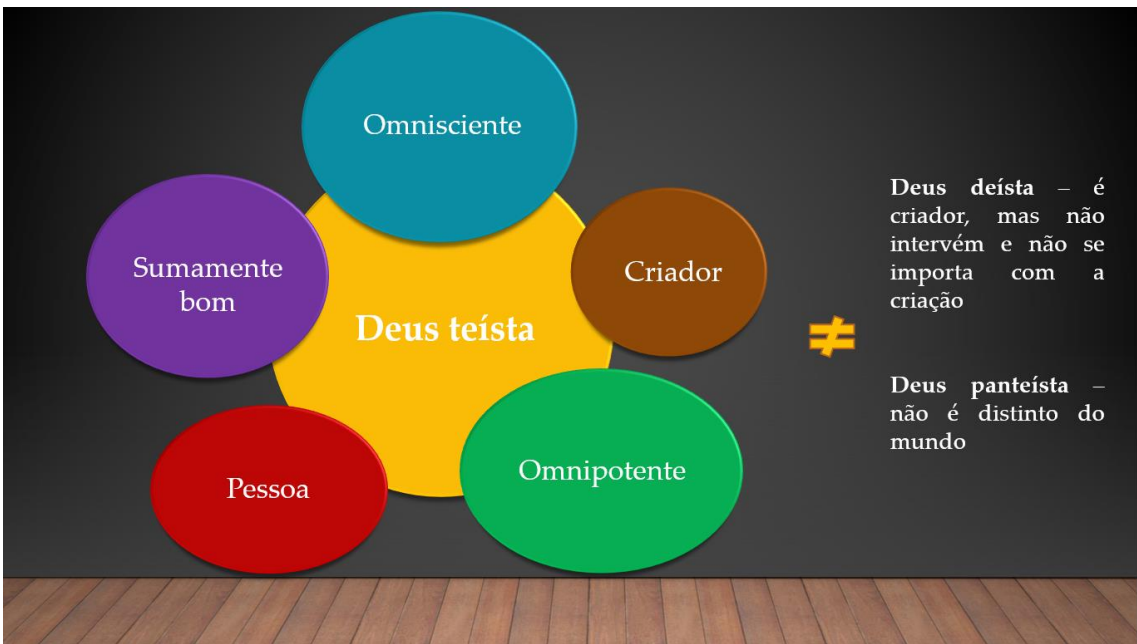 Omnisciente
Sumamente
bom
Criador
Deus teísta
Pessoa
Omnipotente
≠
Deus deísta – é
criador, mas não
intervém e não se
importa com a
criação
Deus panteísta –
não é distinto do
mundo